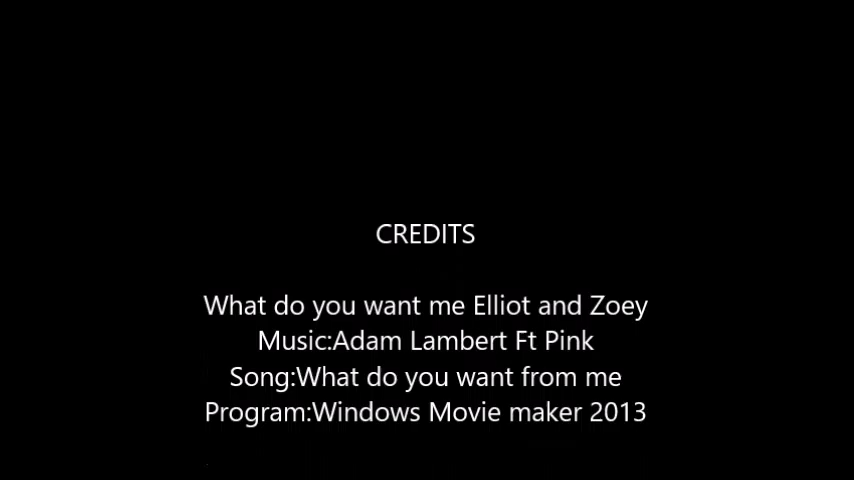 CREDITS
What do you want me Elliot and Zoey
Music:Adam Lambert Ft Pink
Song:What do you want from me
Program:Windows Movie maker 2013